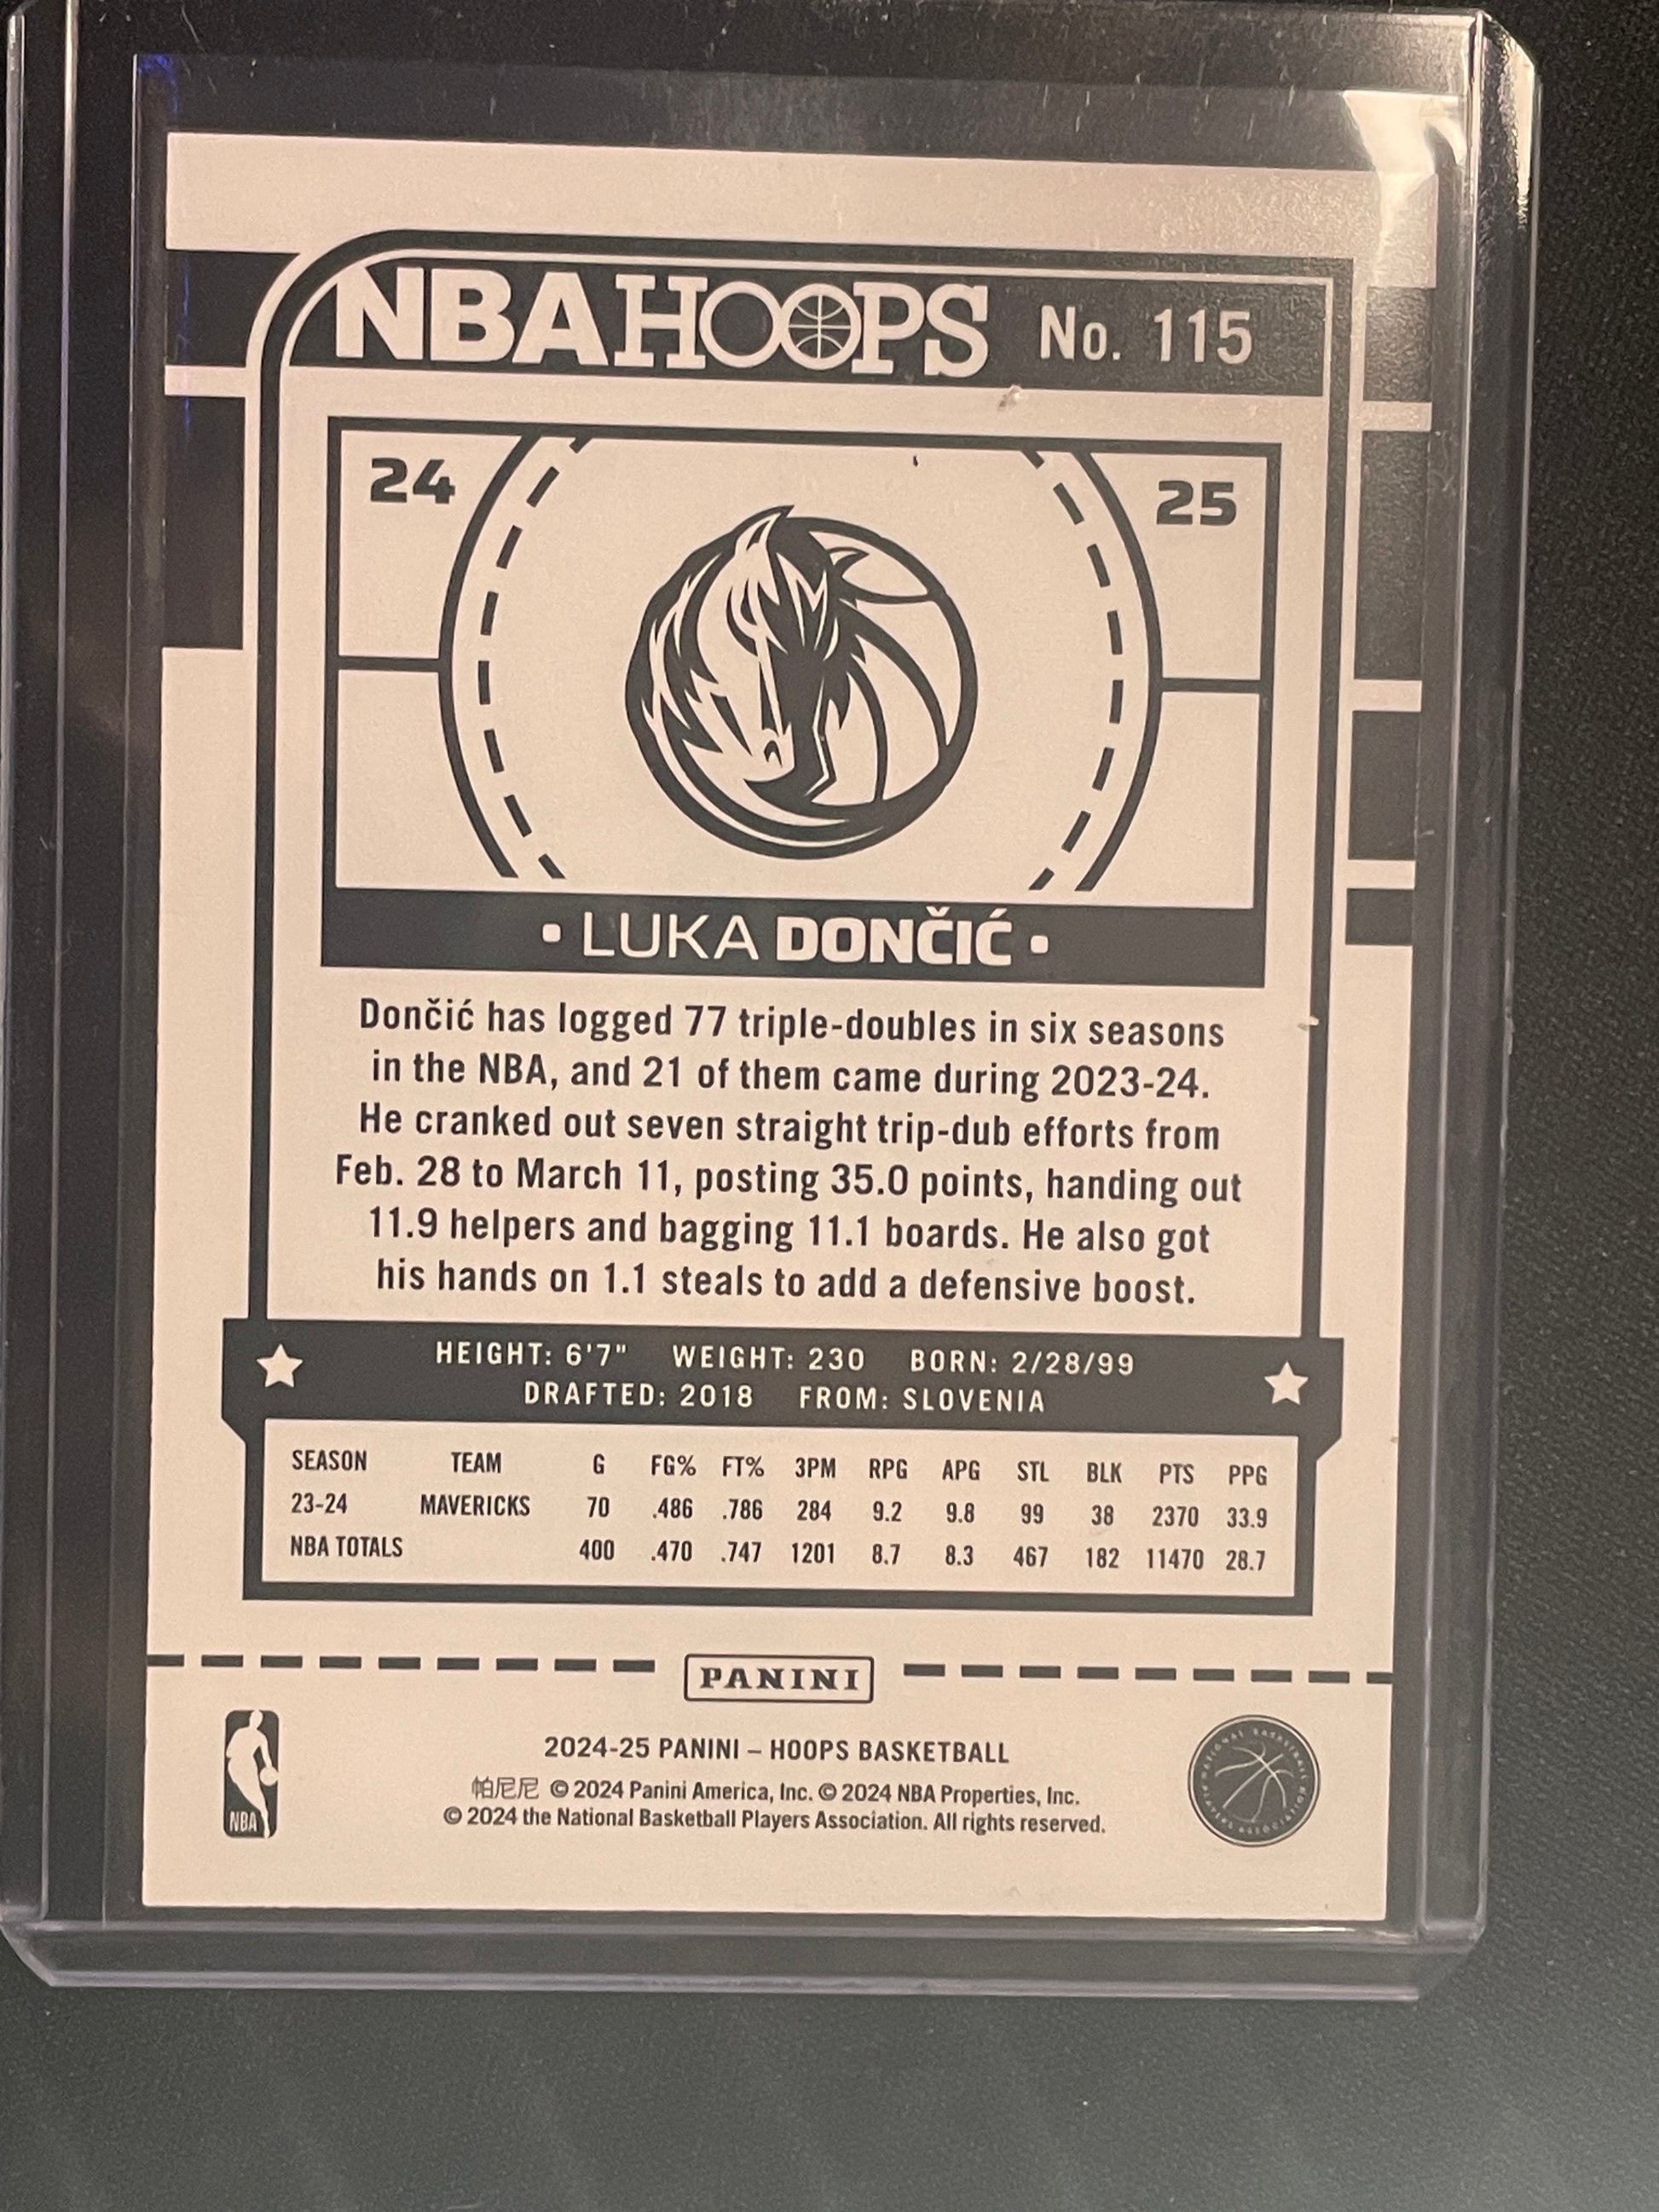 NBA HOOPS No. 115
24 25
• LUKA DONČIĆ •
Dončić has logged 77 triple-doubles in six seasons
in the NBA, and 21 of them came during 2023-24.
He cranked out seven straight trip-dub efforts from
Feb. 28 to March 11, posting 35.0 points, handing out
11.9 helpers and bagging 11.1 boards. He also got
his hands on 1.1 steals to add a defensive boost.
HEIGHT: 6'7" WEIGHT: 230 BORN: 2/28/99
DRAFTED: 2018 FROM: SLOVENIA
SEASON TEAM G FG% FT% 3PM RPG APG STL BLK PTS PPG
23-24 MAVERICKS 70 .486 .786 284 9.2 9.8 99 38 2370 33.9
NBA TOTALS 400 .470 .747 1201 8.7 8.3 467 182 11470 28.7
PANINI
2024-25 PANINI – HOOPS BASKETBALL
帕尼尼 © 2024 Panini America, Inc. © 2024 NBA Properties, Inc.
© 2024 the National Basketball Players Association. All rights reserved.
NBA
NATIONAL BASKETBALL PLAYERS ASSOCIATION